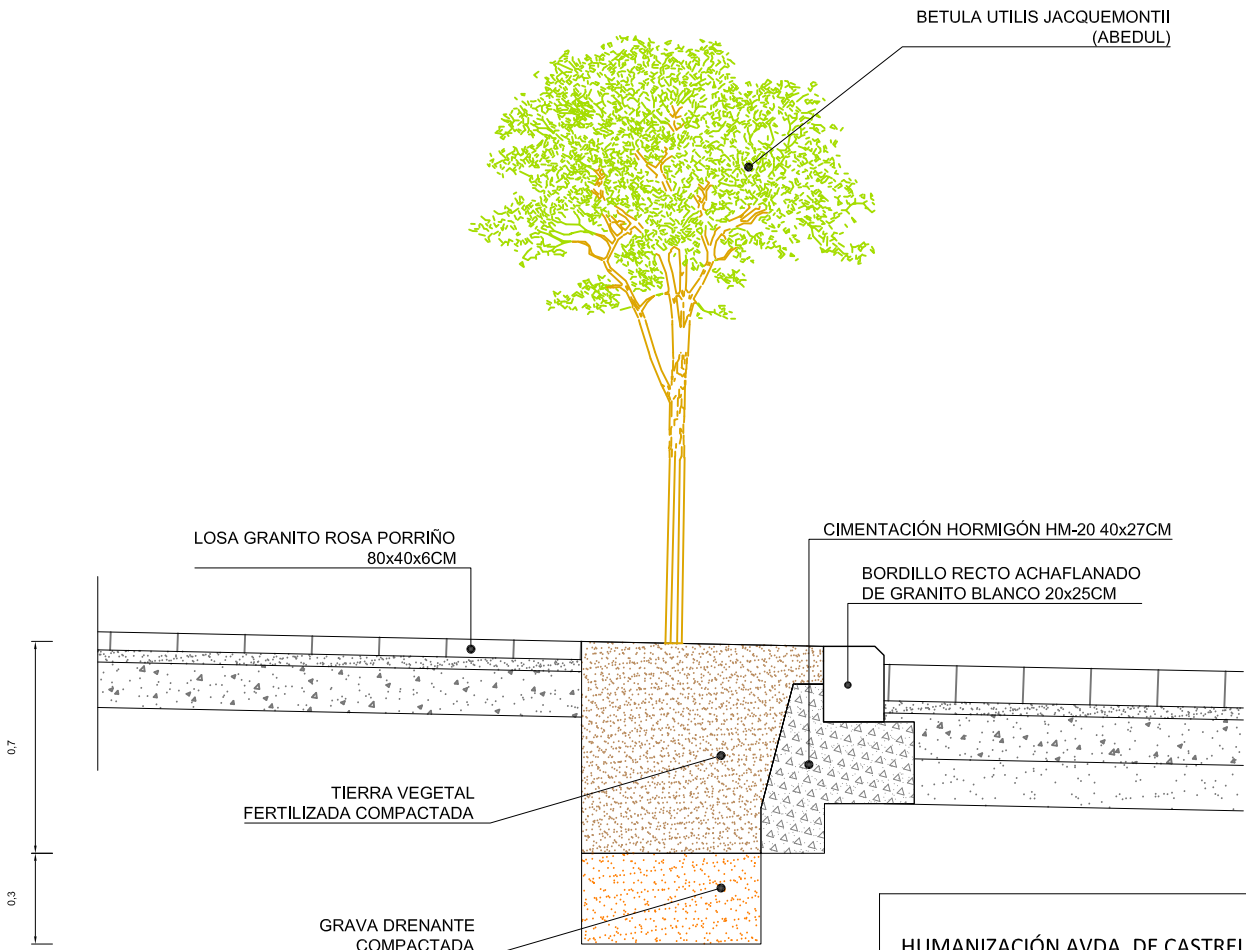 BETULA UTILIS JACQUEMONTII
(ABEDUL)
LOSA GRANITO ROSA PORRIÑO
80x40x6CM
CIMENTACIÓN HORMIGÓN HM-20 40x27CM
BORDILLO RECTO ACHAFLANADO
DE GRANITO BLANCO 20x25CM
0.7
TIERRA VEGETAL
FERTILIZADA COMPACTADA
0.3
GRAVA DRENANTE
COMPACTADA
HUMANIZACIÓN AVDA. DE